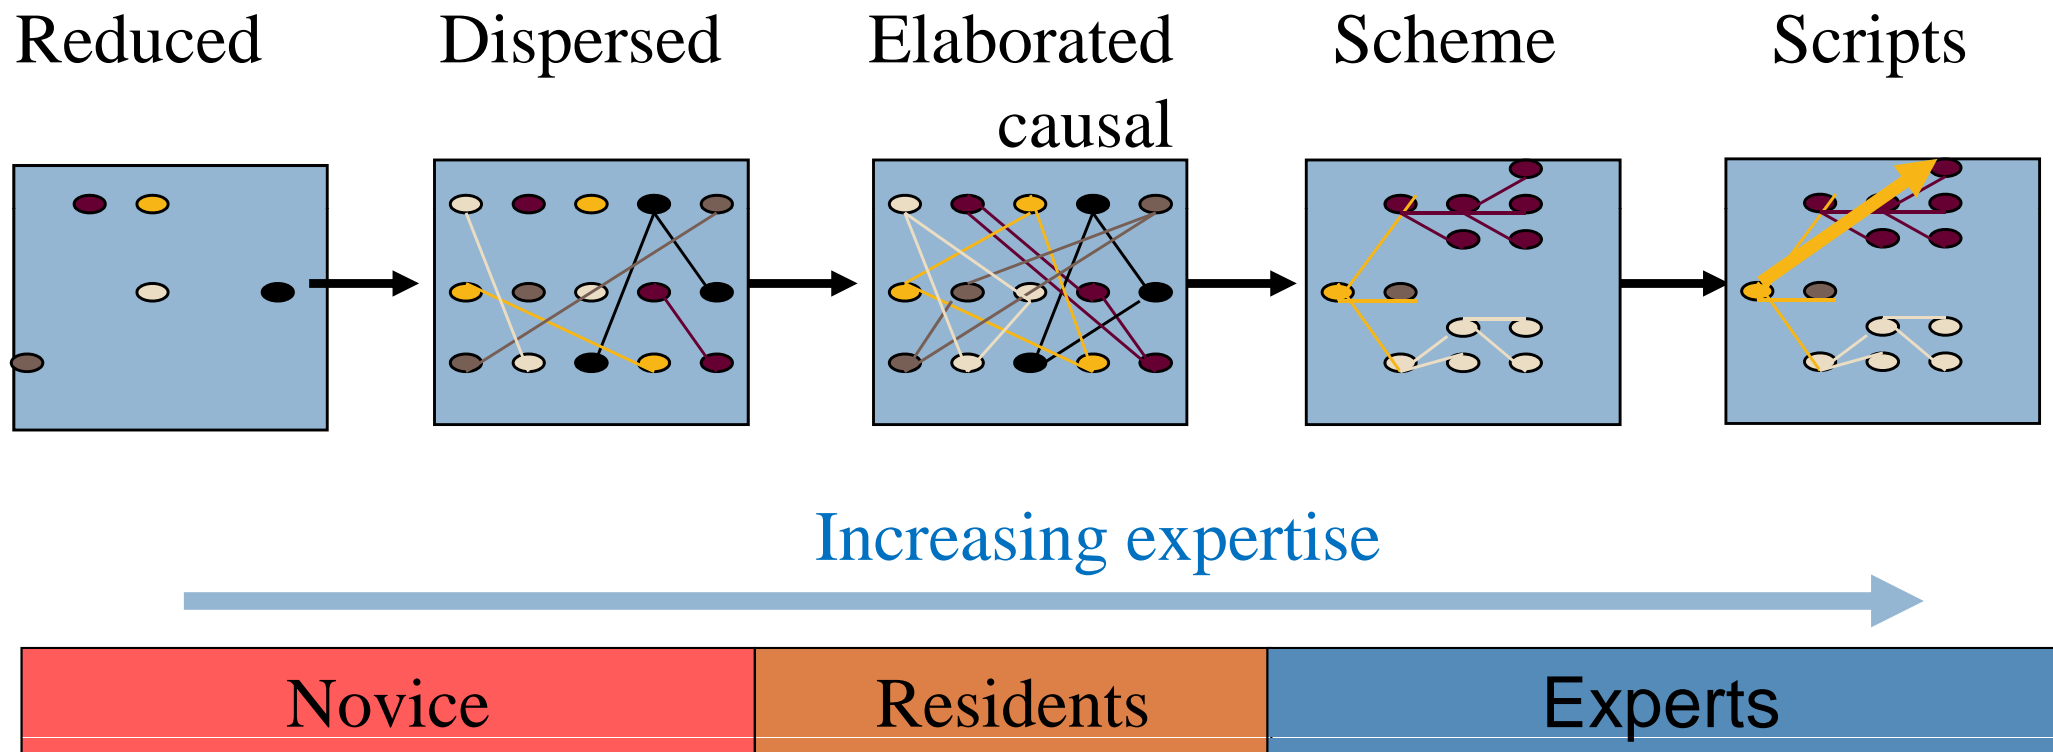 Reduced
Dispersed
Elaborated
causal
Scheme
Scripts
Increasing expertise
Novice
Residents
Experts